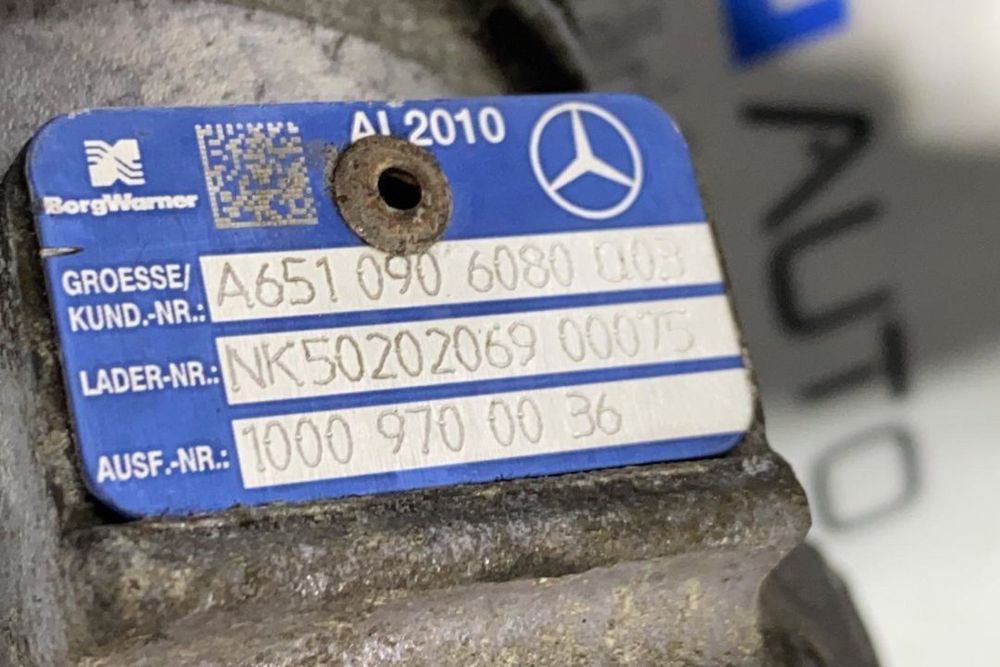 AL2010
BorgWarner
GROESSE/
KUND.-NR.: A651 090 6080 Q03
LADER-NR.: NK50202069 00075
AUSF.-NR.: 1000 970 00 36
AUTO